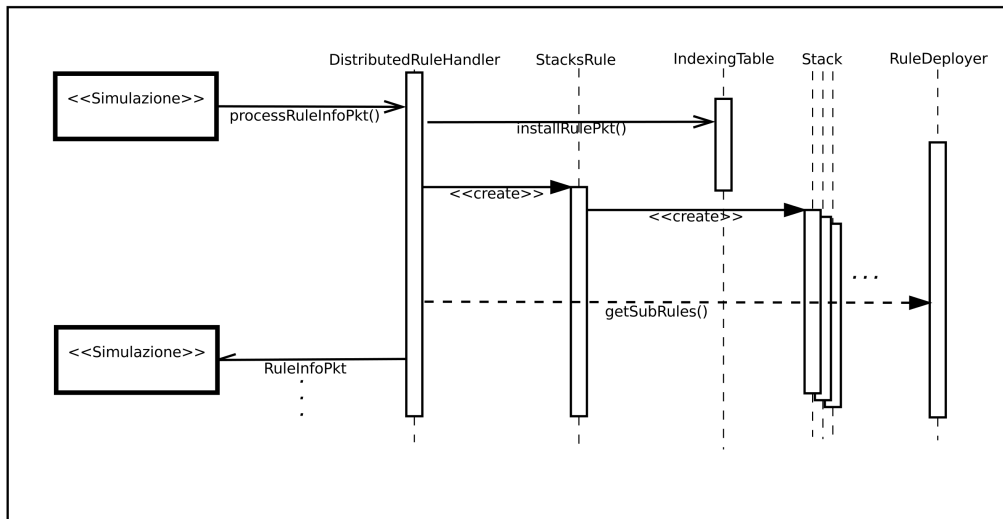 DistributedRuleHandler
StacksRule
IndexingTable
Stack
RuleDeployer
<<Simulazione>>
processRuleInfoPkt()
installRulePkt()
<<create>>
<<create>>
...
getSubRules()
<<Simulazione>>
RuleInfoPkt